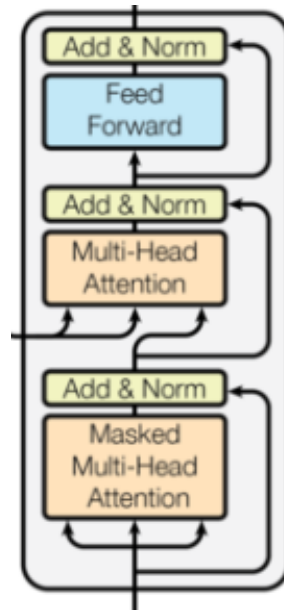 Add & Norm
Feed
Forward
Add & Norm
Multi-Head
Attention
Add & Norm
Masked
Multi-Head
Attention